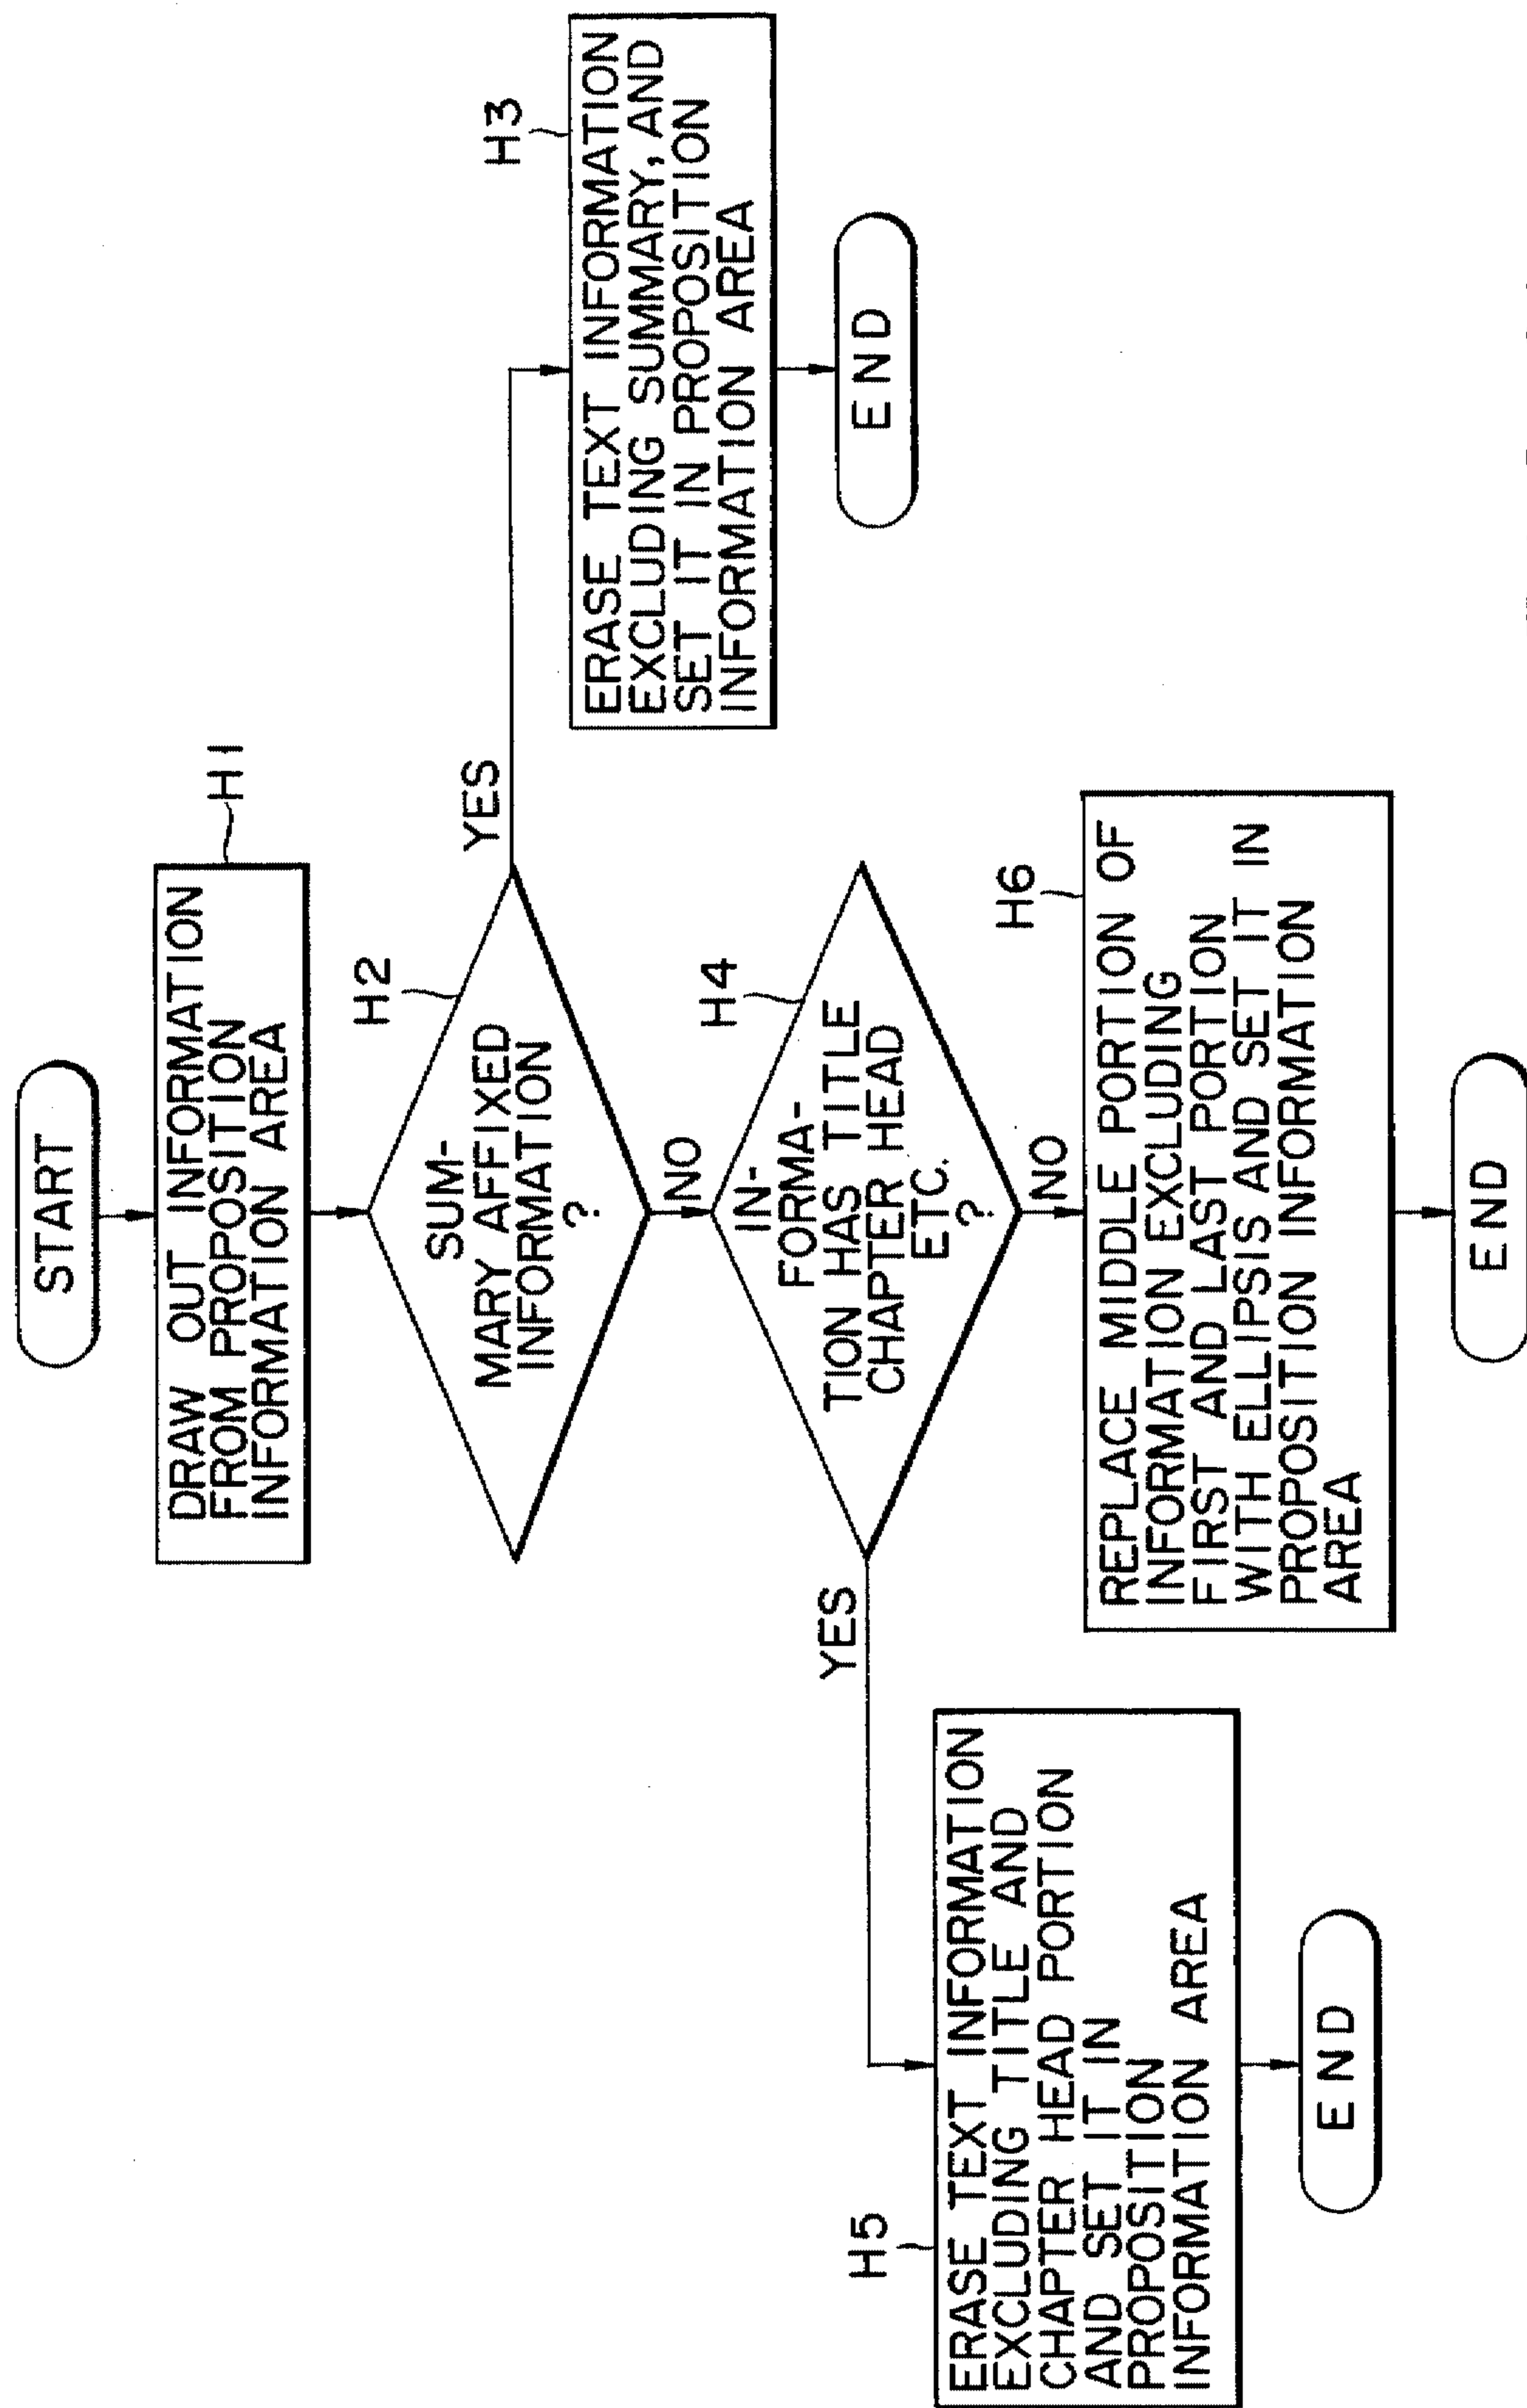 START
H1
DRAW OUT INFORMATION
FROM PROPOSITION
INFORMATION AREA
H2
SUM-
MARY AFFIXED
INFORMATION
?
YES
H3
ERASE TEXT INFORMATION
EXCLUDING SUMMARY, AND
SET IT IN PROPOSITION
INFORMATION AREA
END
NO
H4
IN-
FORMA-
TION HAS TITLE
CHAPTER HEAD
ETC.
?
YES
H5
ERASE TEXT INFORMATION
EXCLUDING TITLE AND
CHAPTER HEAD PORTION
AND SET IT IN
PROPOSITION
INFORMATION AREA
END
NO
H6
REPLACE MIDDLE PORTION OF
INFORMATION EXCLUDING
FIRST AND LAST PORTION
WITH ELLIPSIS AND SET IT IN
PROPOSITION INFORMATION
AREA
END